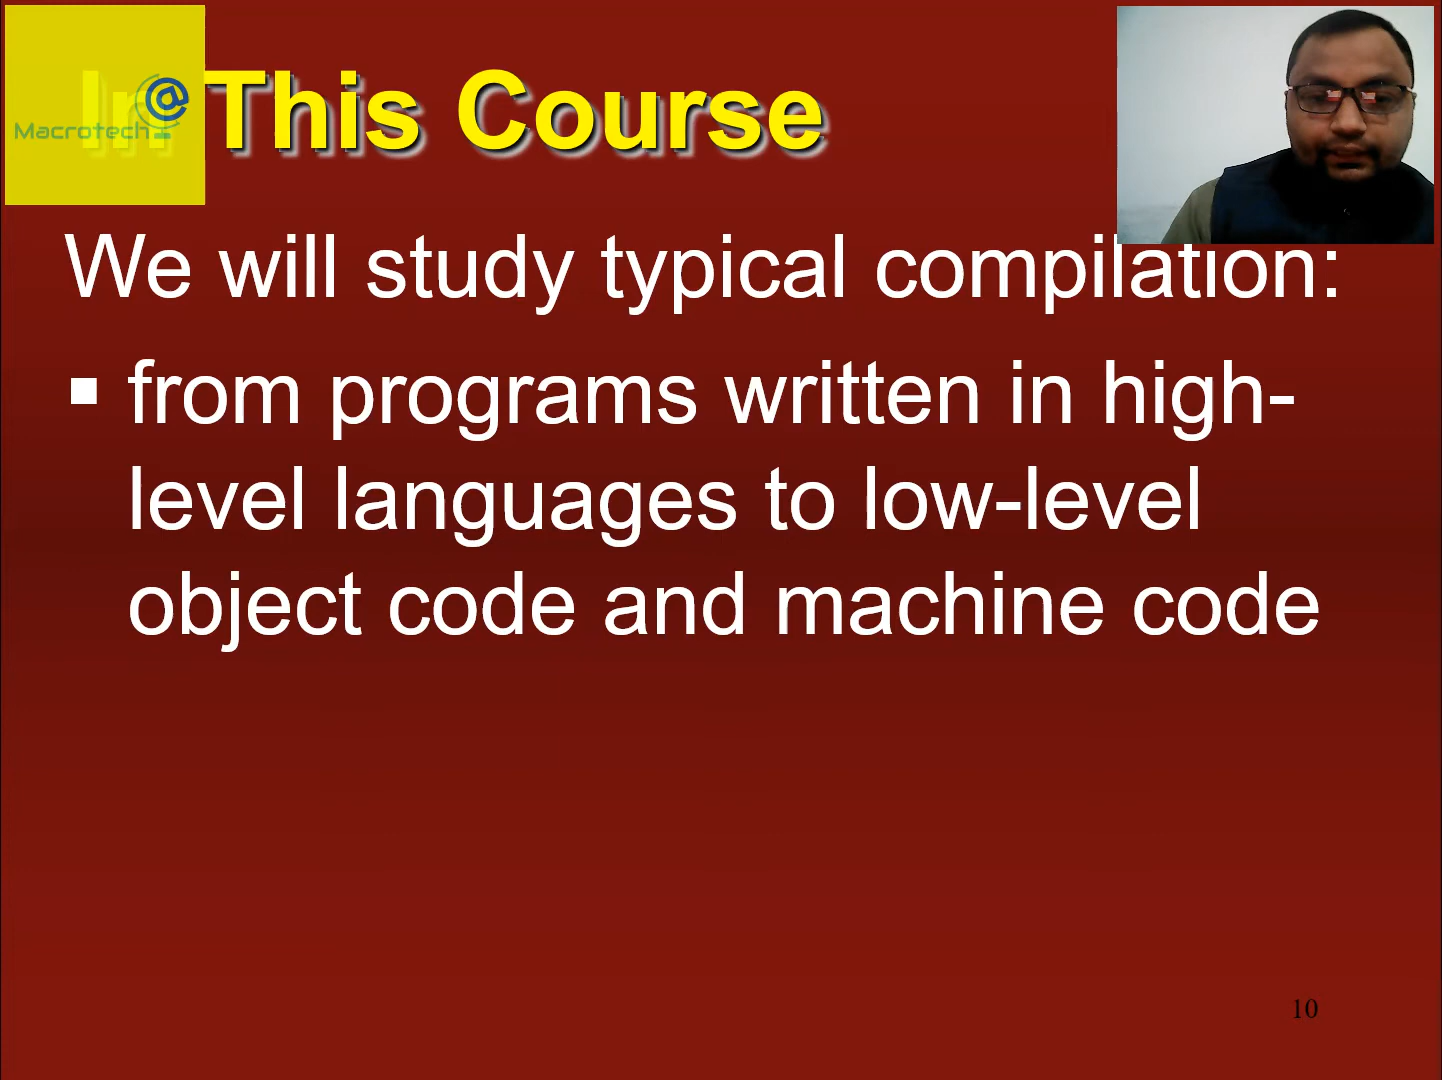 In This Course
Macrotech
We will study typical compilation:
▪ from programs written in high-
level languages to low-level
object code and machine code
10